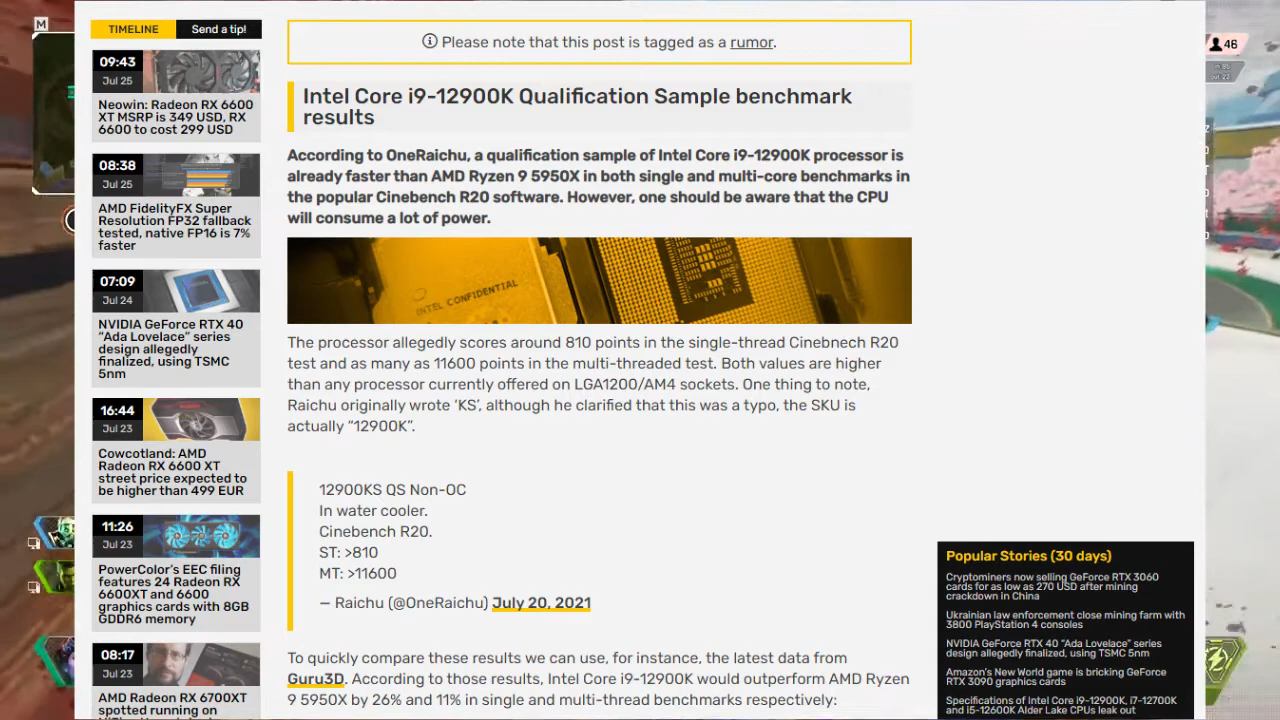 M
TIMELINE
Send a tip!
09:43
Jul 25
Neowin: Radeon RX 6600
XT MSRP is 349 USD, RX
6600 to cost 299 USD
08:38
Jul 25
AMD FidelityFX Super
Resolution FP32 fallback
tested, native FP16 is 7%
faster
07:09
Jul 24
NVIDIA GeForce RTX 40
“Ada Lovelace” series
design allegedly
finalized, using TSMC
5nm
16:44
Jul 23
Cowcotland: AMD
Radeon RX 6600 XT
street price expected to
be higher than 499 EUR
11:26
Jul 23
PowerColor’s EEC filing
features 24 Radeon RX
6600XT and 6600
graphics cards with 8GB
GDDR6 memory
08:17
Jul 23
AMD Radeon RX 6700XT
spotted running on
Please note that this post is tagged as a rumor.
Intel Core i9-12900K Qualification Sample benchmark
results
According to OneRaichu, a qualification sample of Intel Core i9-12900K processor is
already faster than AMD Ryzen 9 5950X in both single and multi-core benchmarks in
the popular Cinebench R20 software. However, one should be aware that the CPU
will consume a lot of power.
INTEL CONFIDENTIAL
The processor allegedly scores around 810 points in the single-thread Cinebnech R20
test and as many as 11600 points in the multi-threaded test. Both values are higher
than any processor currently offered on LGA1200/AM4 sockets. One thing to note,
Raichu originally wrote ‘KS’, although he clarified that this was a typo, the SKU is
actually “12900K”.
12900KS QS Non-OC
In water cooler.
Cinebench R20.
ST: >810
MT: >11600
— Raichu (@OneRaichu) July 20, 2021
To quickly compare these results we can use, for instance, the latest data from
Guru3D. According to those results, Intel Core i9-12900K would outperform AMD Ryzen
9 5950X by 26% and 11% in single and multi-thread benchmarks respectively:
Popular Stories (30 days)
Cryptominers now selling GeForce RTX 3060
cards for as low as 270 USD after mining
crackdown in China
Ukrainian law enforcement close mining farm with
3800 PlayStation 4 consoles
NVIDIA GeForce RTX 40 “Ada Lovelace” series
design allegedly finalized, using TSMC 5nm
Amazon’s New World game is bricking GeForce
RTX 3090 graphics cards
Specifications of Intel Core i9-12900K, i7-12700K
and i5-12600K Alder Lake CPUs leak out
46